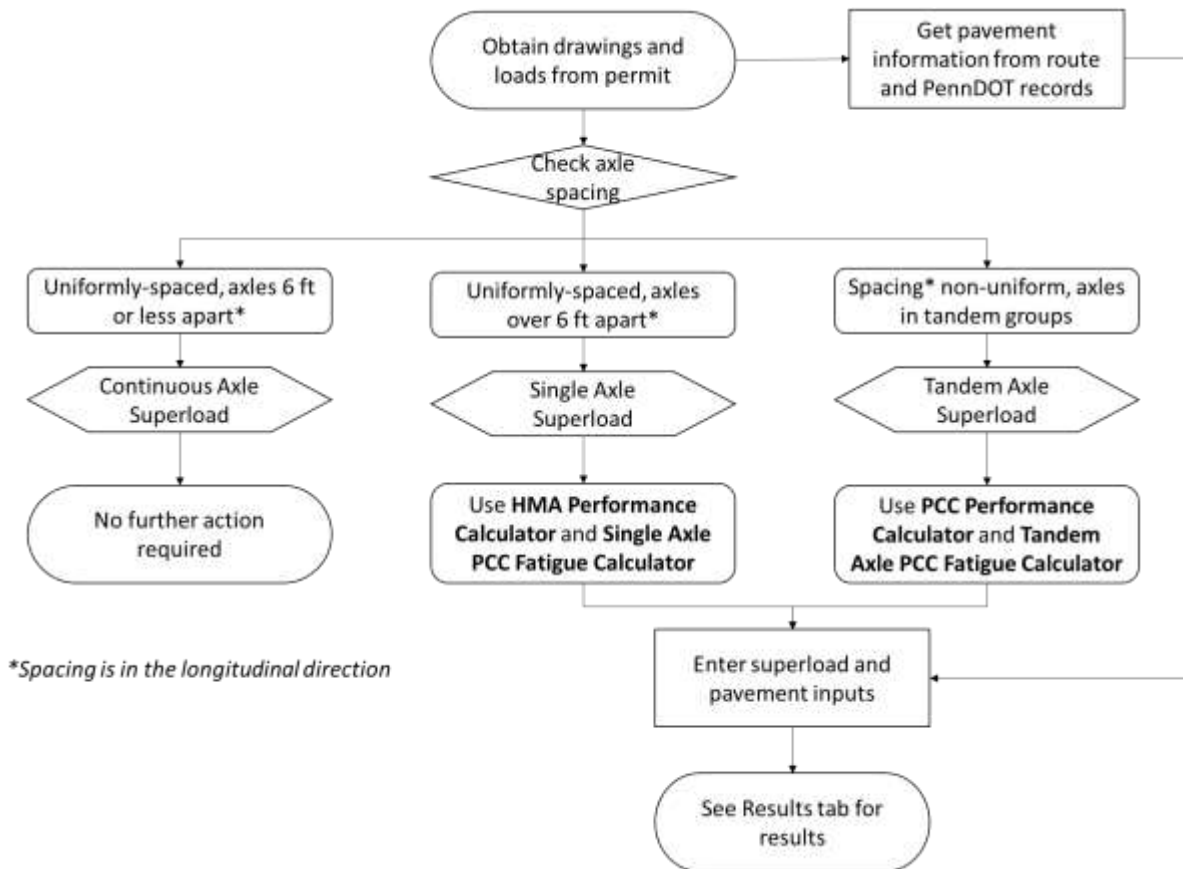 Obtain drawings and
loads from permit
Get pavement
information from route
and PennDOT records
Check axle
spacing
Uniformly-spaced, axles 6 ft
or less apart*
Uniformly-spaced, axles
over 6 ft apart*
Spacing* non-uniform, axles
in tandem groups
Continuous Axle
Superload
Single Axle
Superload
Tandem Axle
Superload
No further action
required
Use HMA Performance
Calculator and Single Axle
PCC Fatigue Calculator
Use PCC Performance
Calculator and Tandem
Axle PCC Fatigue Calculator
*Spacing is in the longitudinal direction
Enter superload and
pavement inputs
See Results tab for
results